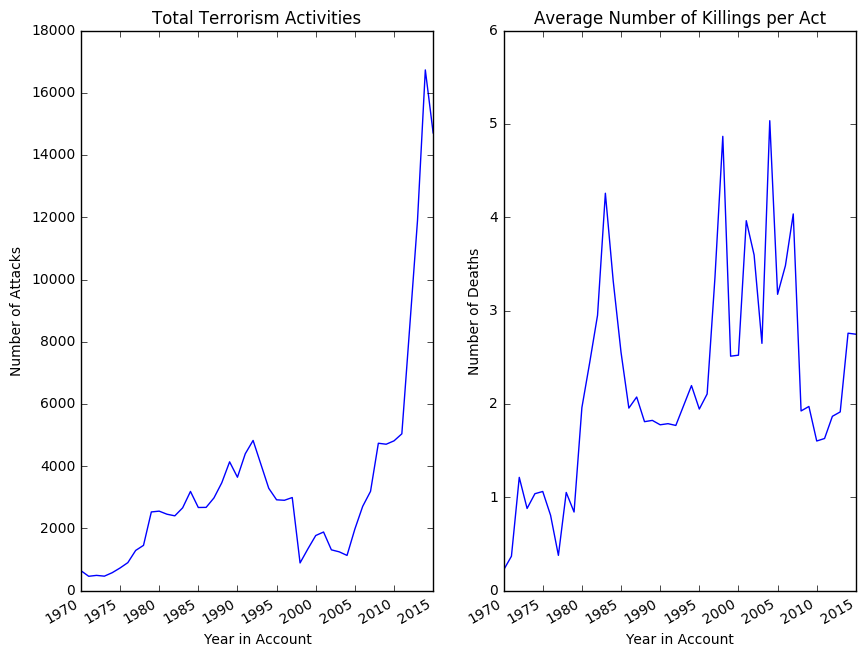 Total Terrorism Activities
18000
16000
14000
12000
10000
8000
6000
4000
2000
0
Number of Attacks
1970 1975 1980 1985 1990 1995 2000 2005 2010 2015
Year in Account
Average Number of Killings per Act
6
5
4
3
2
1
0
Number of Deaths
1970 1975 1980 1985 1990 1995 2000 2005 2010 2015
Year in Account